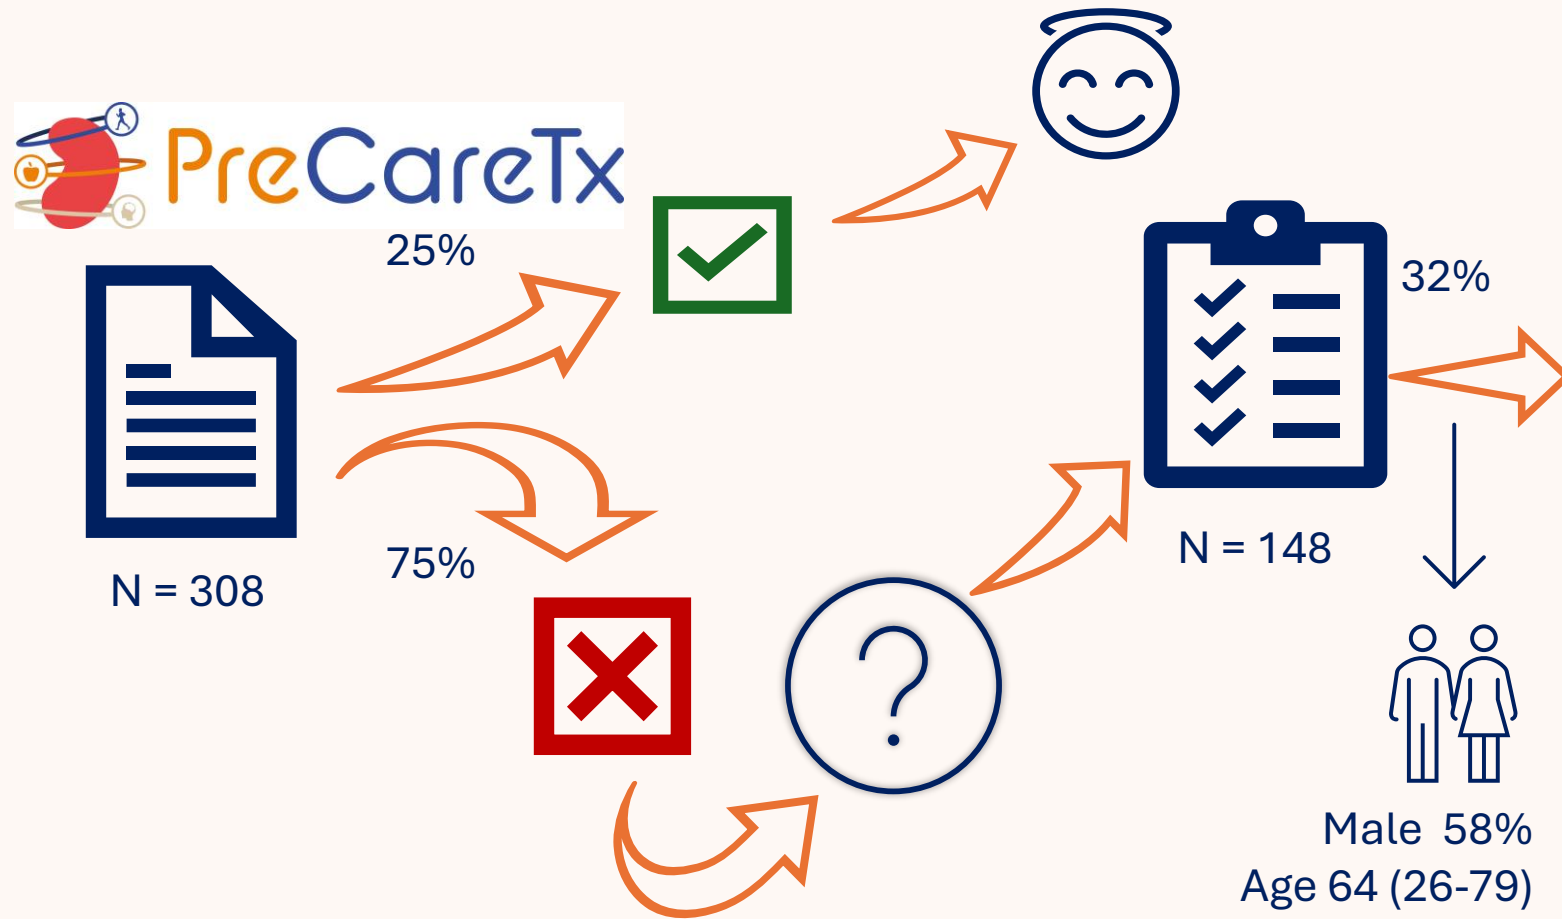 PreCareTx
25%
32%
75%
N = 308
N = 148
?
Male 58%
Age 64 (26-79)